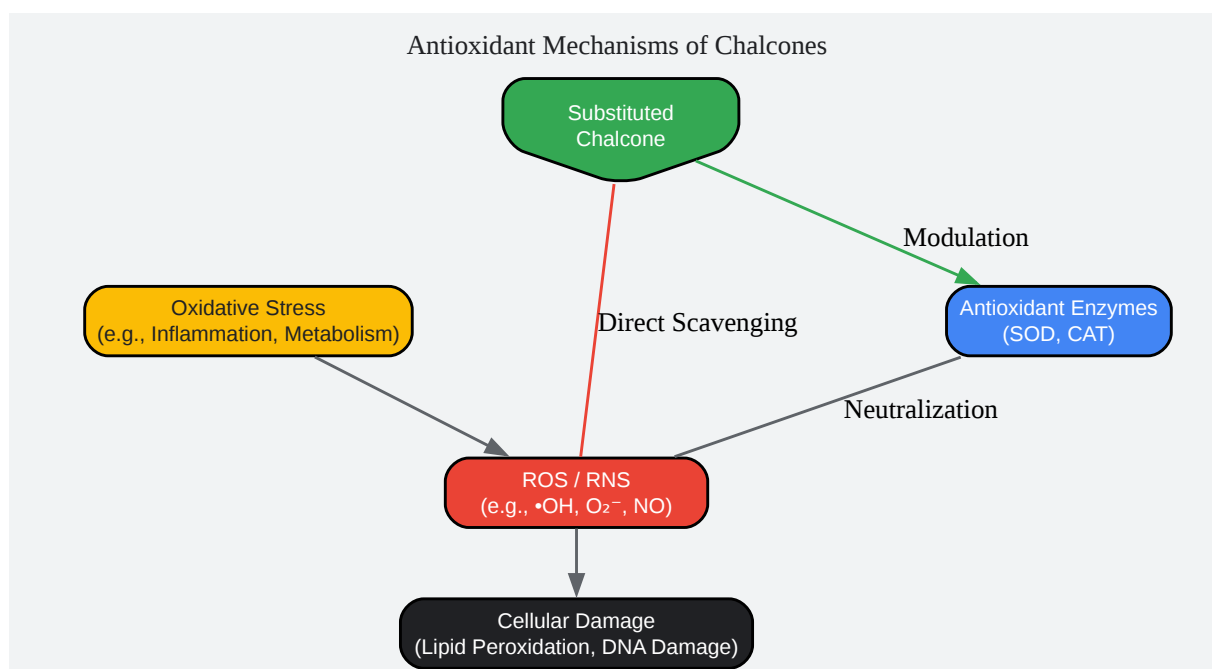 Antioxidant Mechanisms of Chalcones
Substituted
Chalcone
Modulation
Oxidative Stress
(e.g., Inflammation, Metabolism)
Antioxidant Enzymes
(SOD, CAT)
Direct Scavenging
Neutralization
ROS / RNS
(e.g., •OH, O₂⁻, NO)
Cellular Damage
(Lipid Peroxidation, DNA Damage)